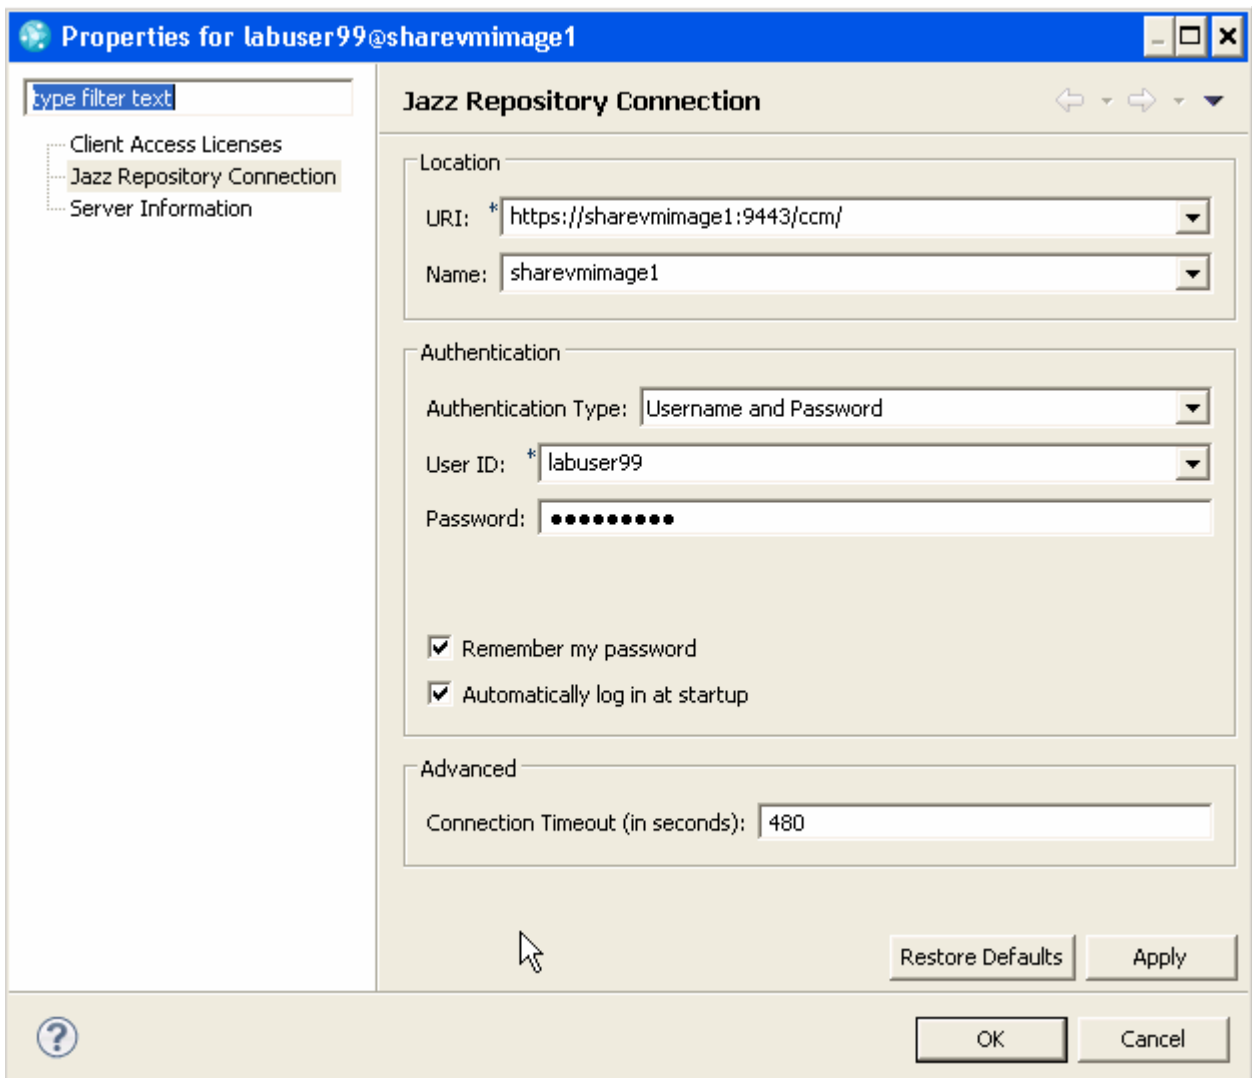 Properties for labuser99@sharevmimage1
type filter text
Client Access Licenses
Jazz Repository Connection
Server Information
Jazz Repository Connection
Location
URI: * https://sharevmimage1:9443/ccm/
Name: sharevmimage1
Authentication
Authentication Type: Username and Password
User ID: * labuser99
Password: •••••••••
Remember my password
Automatically log in at startup
Advanced
Connection Timeout (in seconds): 480
Restore Defaults Apply
? OK Cancel